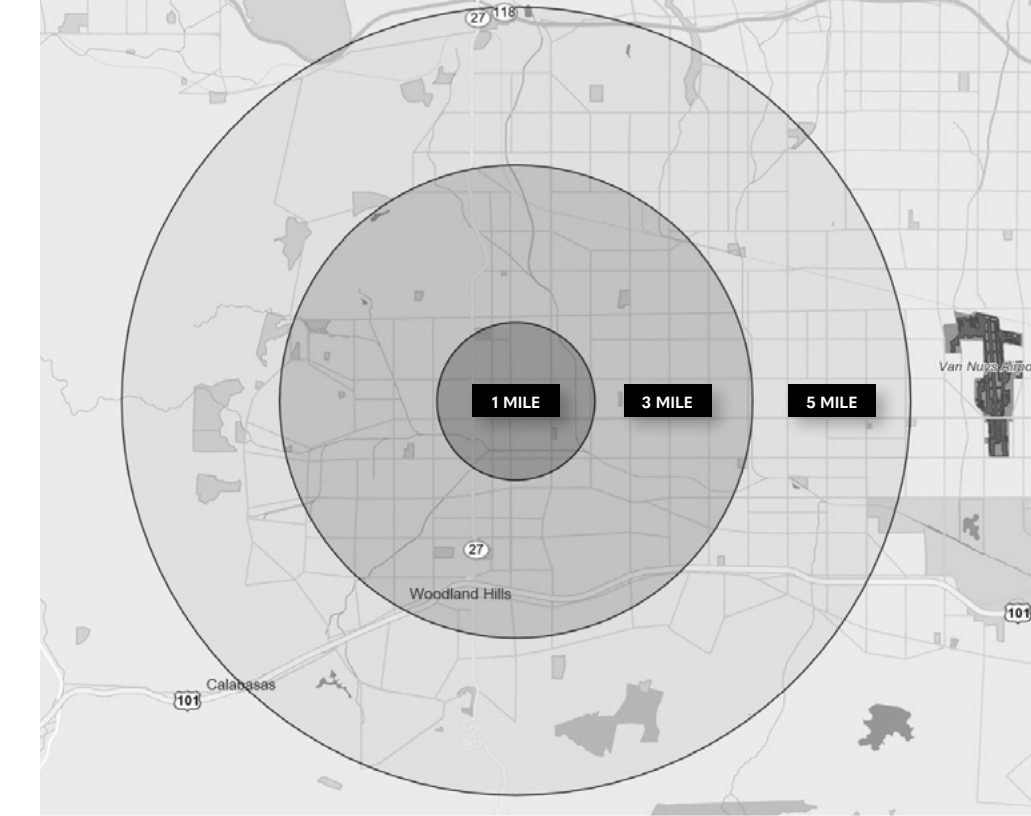 27 118
Van Nuys Airpo
1 MILE 3 MILE 5 MILE
27
Woodland Hills
101
Calabasas
101